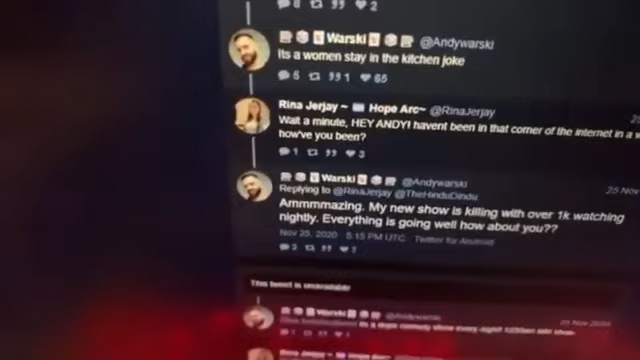 8 2
Warski @Andywarski
Its a women stay in the kitchen joke
5 1 65
Rina Jerjay ~ Hope Arc~ @RinaJerjay
Wait a minute, HEY ANDY! havent been in that corner of the internet in a w
how've you been?
1 3
Warski @Andywarski
Replying to @RinaJerjay @TheHinduDindu
25 Nov
Ammmmazing. My new show is killing with over 1k watching
nightly. Everything is going well how about you??
Nov 25, 2020 5:15 PM UTC Twitter for Android
This tweet is unavailable
Warski @Andywarski